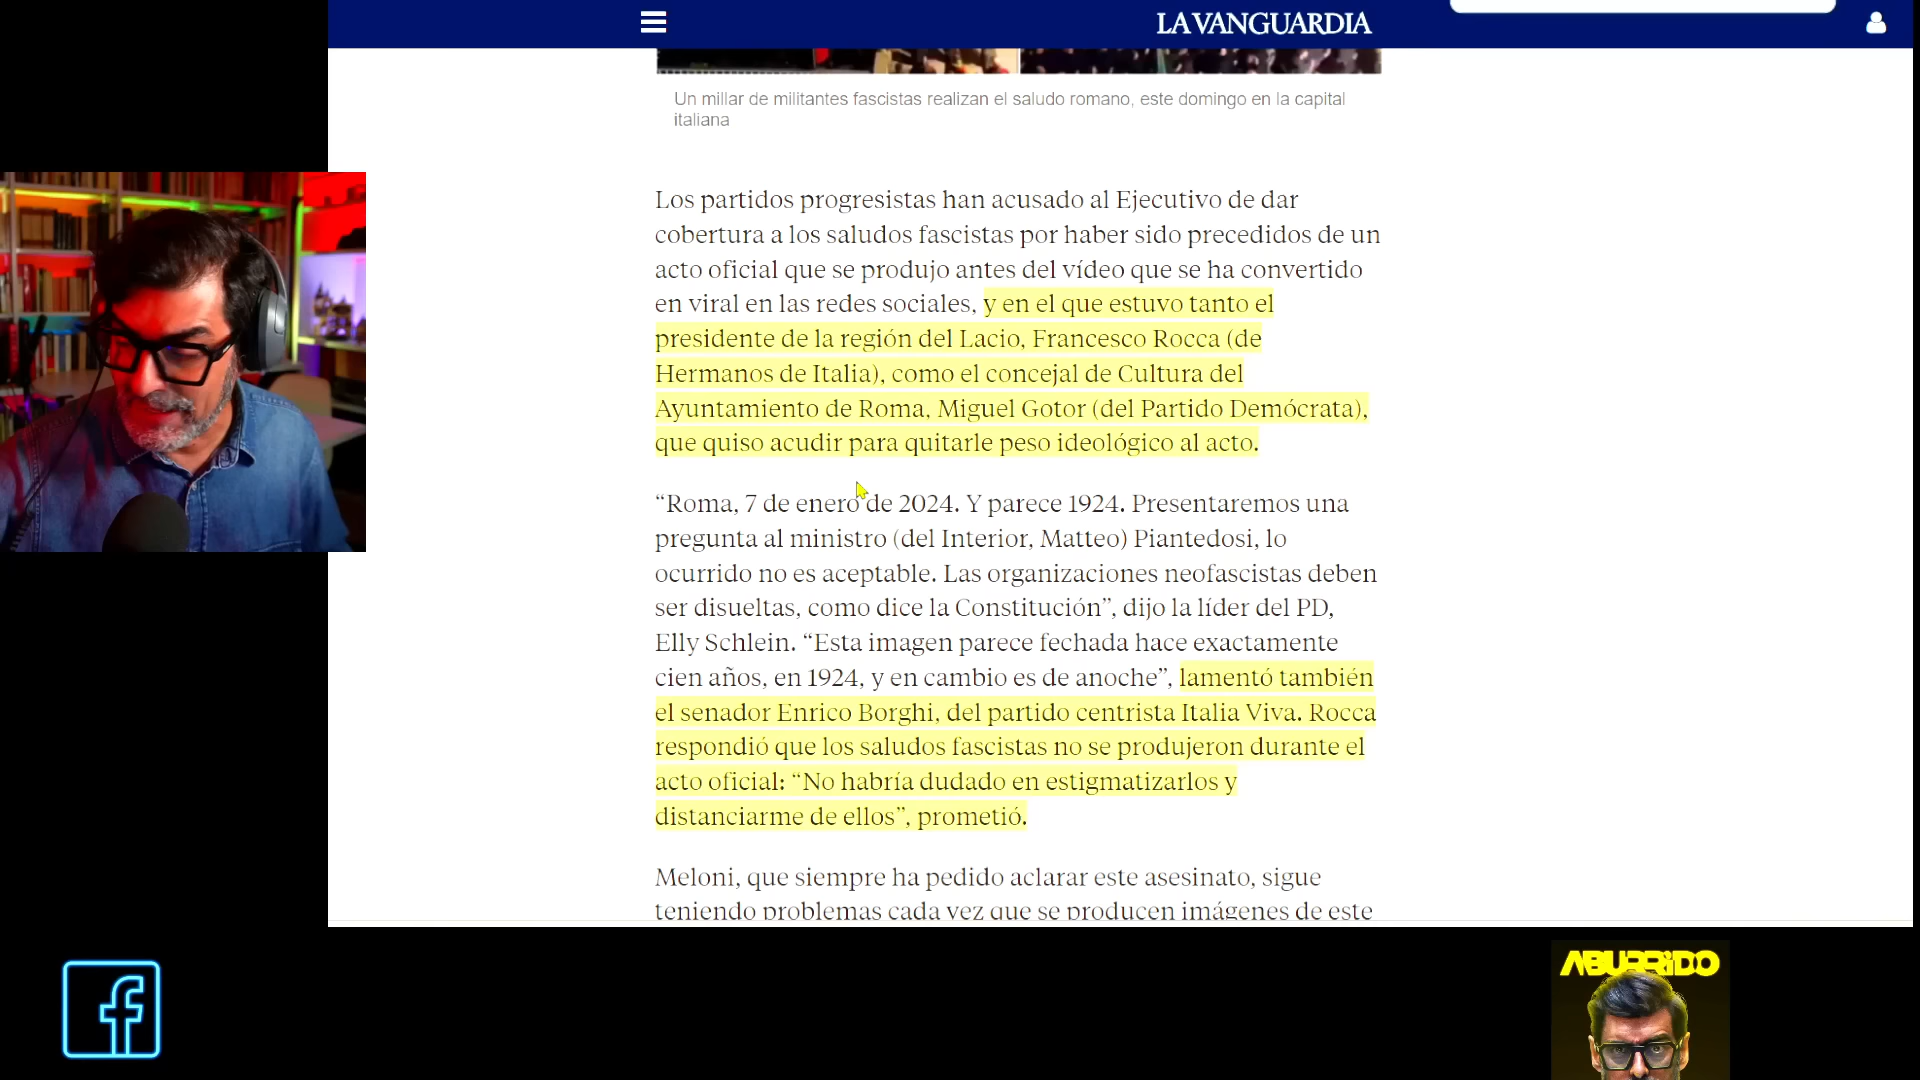 LA VANGUARDIA
Un millar de militantes fascistas realizan el saludo romano, este domingo en la capital
italiana
Los partidos progresistas han acusado al Ejecutivo de dar
cobertura a los saludos fascistas por haber sido precedidos de un
acto oficial que se produjo antes del vídeo que se ha convertido
en viral en las redes sociales, y en el que estuvo tanto el
presidente de la región del Lacio, Francesco Rocca (de
Hermanos de Italia), como el concejal de Cultura del
Ayuntamiento de Roma, Miguel Gotor (del Partido Demócrata),
que quiso acudir para quitarle peso ideológico al acto.
“Roma, 7 de enero de 2024. Y parece 1924. Presentaremos una
pregunta al ministro (del Interior, Matteo) Piantedosi, lo
ocurrido no es aceptable. Las organizaciones neofascistas deben
ser disueltas, como dice la Constitución”, dijo la líder del PD,
Elly Schlein. “Esta imagen parece fechada hace exactamente
cien años, en 1924, y en cambio es de anoche”, lamentó también
el senador Enrico Borghi, del partido centrista Italia Viva. Rocca
respondió que los saludos fascistas no se produjeron durante el
acto oficial: “No habría dudado en estigmatizarlos y
distanciarme de ellos”, prometió.
Meloni, que siempre ha pedido aclarar este asesinato, sigue
teniendo problemas cada vez que se producen imágenes de este
ABURRIDO